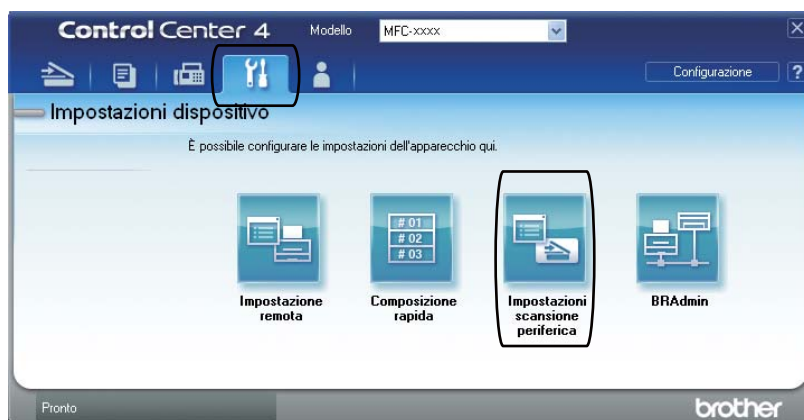 Control Center 4 Modello MFC-xxxx X
Configurazione ?
Impostazioni dispositivo
È possibile configurare le impostazioni dell'apparecchio qui.
# 01
# 02
# 03
Impostazione
remota
Composizione
rapida
Impostazioni
scansione
periferica
BRAdmin
Pronto
brother